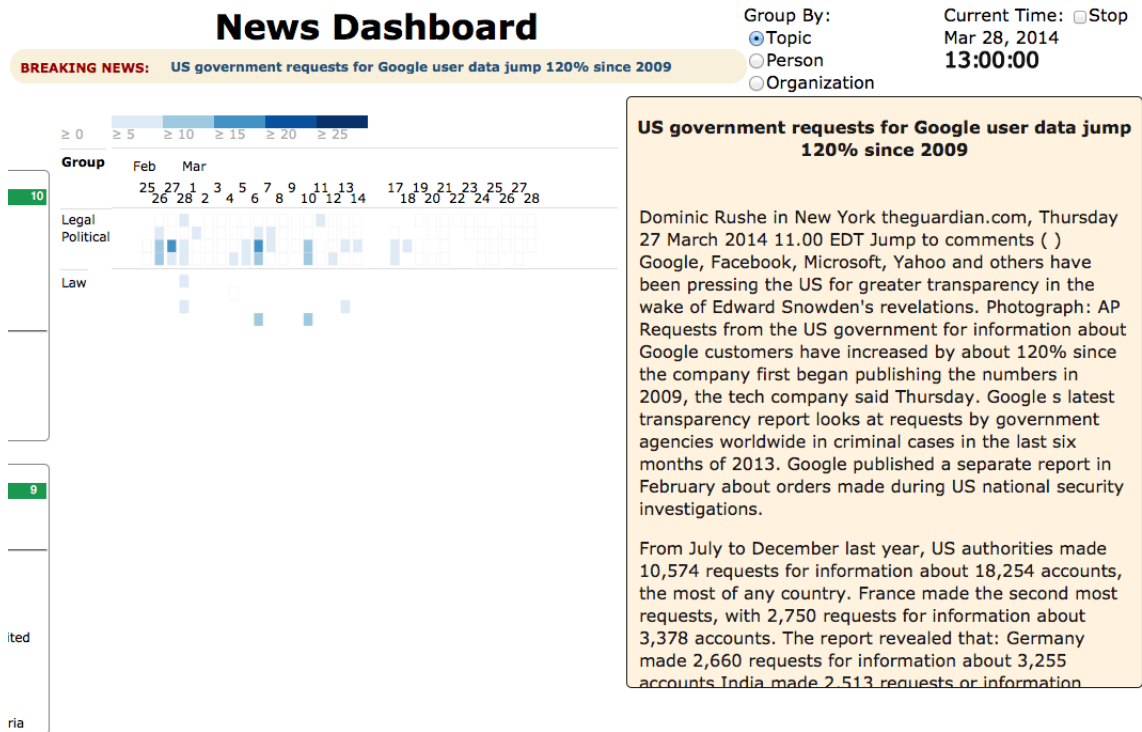 News Dashboard
BREAKING NEWS: US government requests for Google user data jump 120% since 2009
Group By:
Topic
Person
Organization
Current Time: Stop
Mar 28, 2014
13:00:00
≥ 0 ≥ 5 ≥ 10 ≥ 15 ≥ 20 ≥ 25
Group Feb Mar
25 27 1 3 5 7 9 11 13 17 19 21 23 25 27
26 28 2 4 6 8 10 12 14 18 20 22 24 26 28
Legal
Political
Law
10
9
ited
ria
US government requests for Google user data jump
120% since 2009
Dominic Rushe in New York theguardian.com, Thursday
27 March 2014 11.00 EDT Jump to comments ( )
Google, Facebook, Microsoft, Yahoo and others have
been pressing the US for greater transparency in the
wake of Edward Snowden's revelations. Photograph: AP
Requests from the US government for information about
Google customers have increased by about 120% since
the company first began publishing the numbers in
2009, the tech company said Thursday. Google s latest
transparency report looks at requests by government
agencies worldwide in criminal cases in the last six
months of 2013. Google published a separate report in
February about orders made during US national security
investigations.
From July to December last year, US authorities made
10,574 requests for information about 18,254 accounts,
the most of any country. France made the second most
requests, with 2,750 requests for information about
3,378 accounts. The report revealed that: Germany
made 2,660 requests for information about 3,255
accounts India made 2,513 requests or information